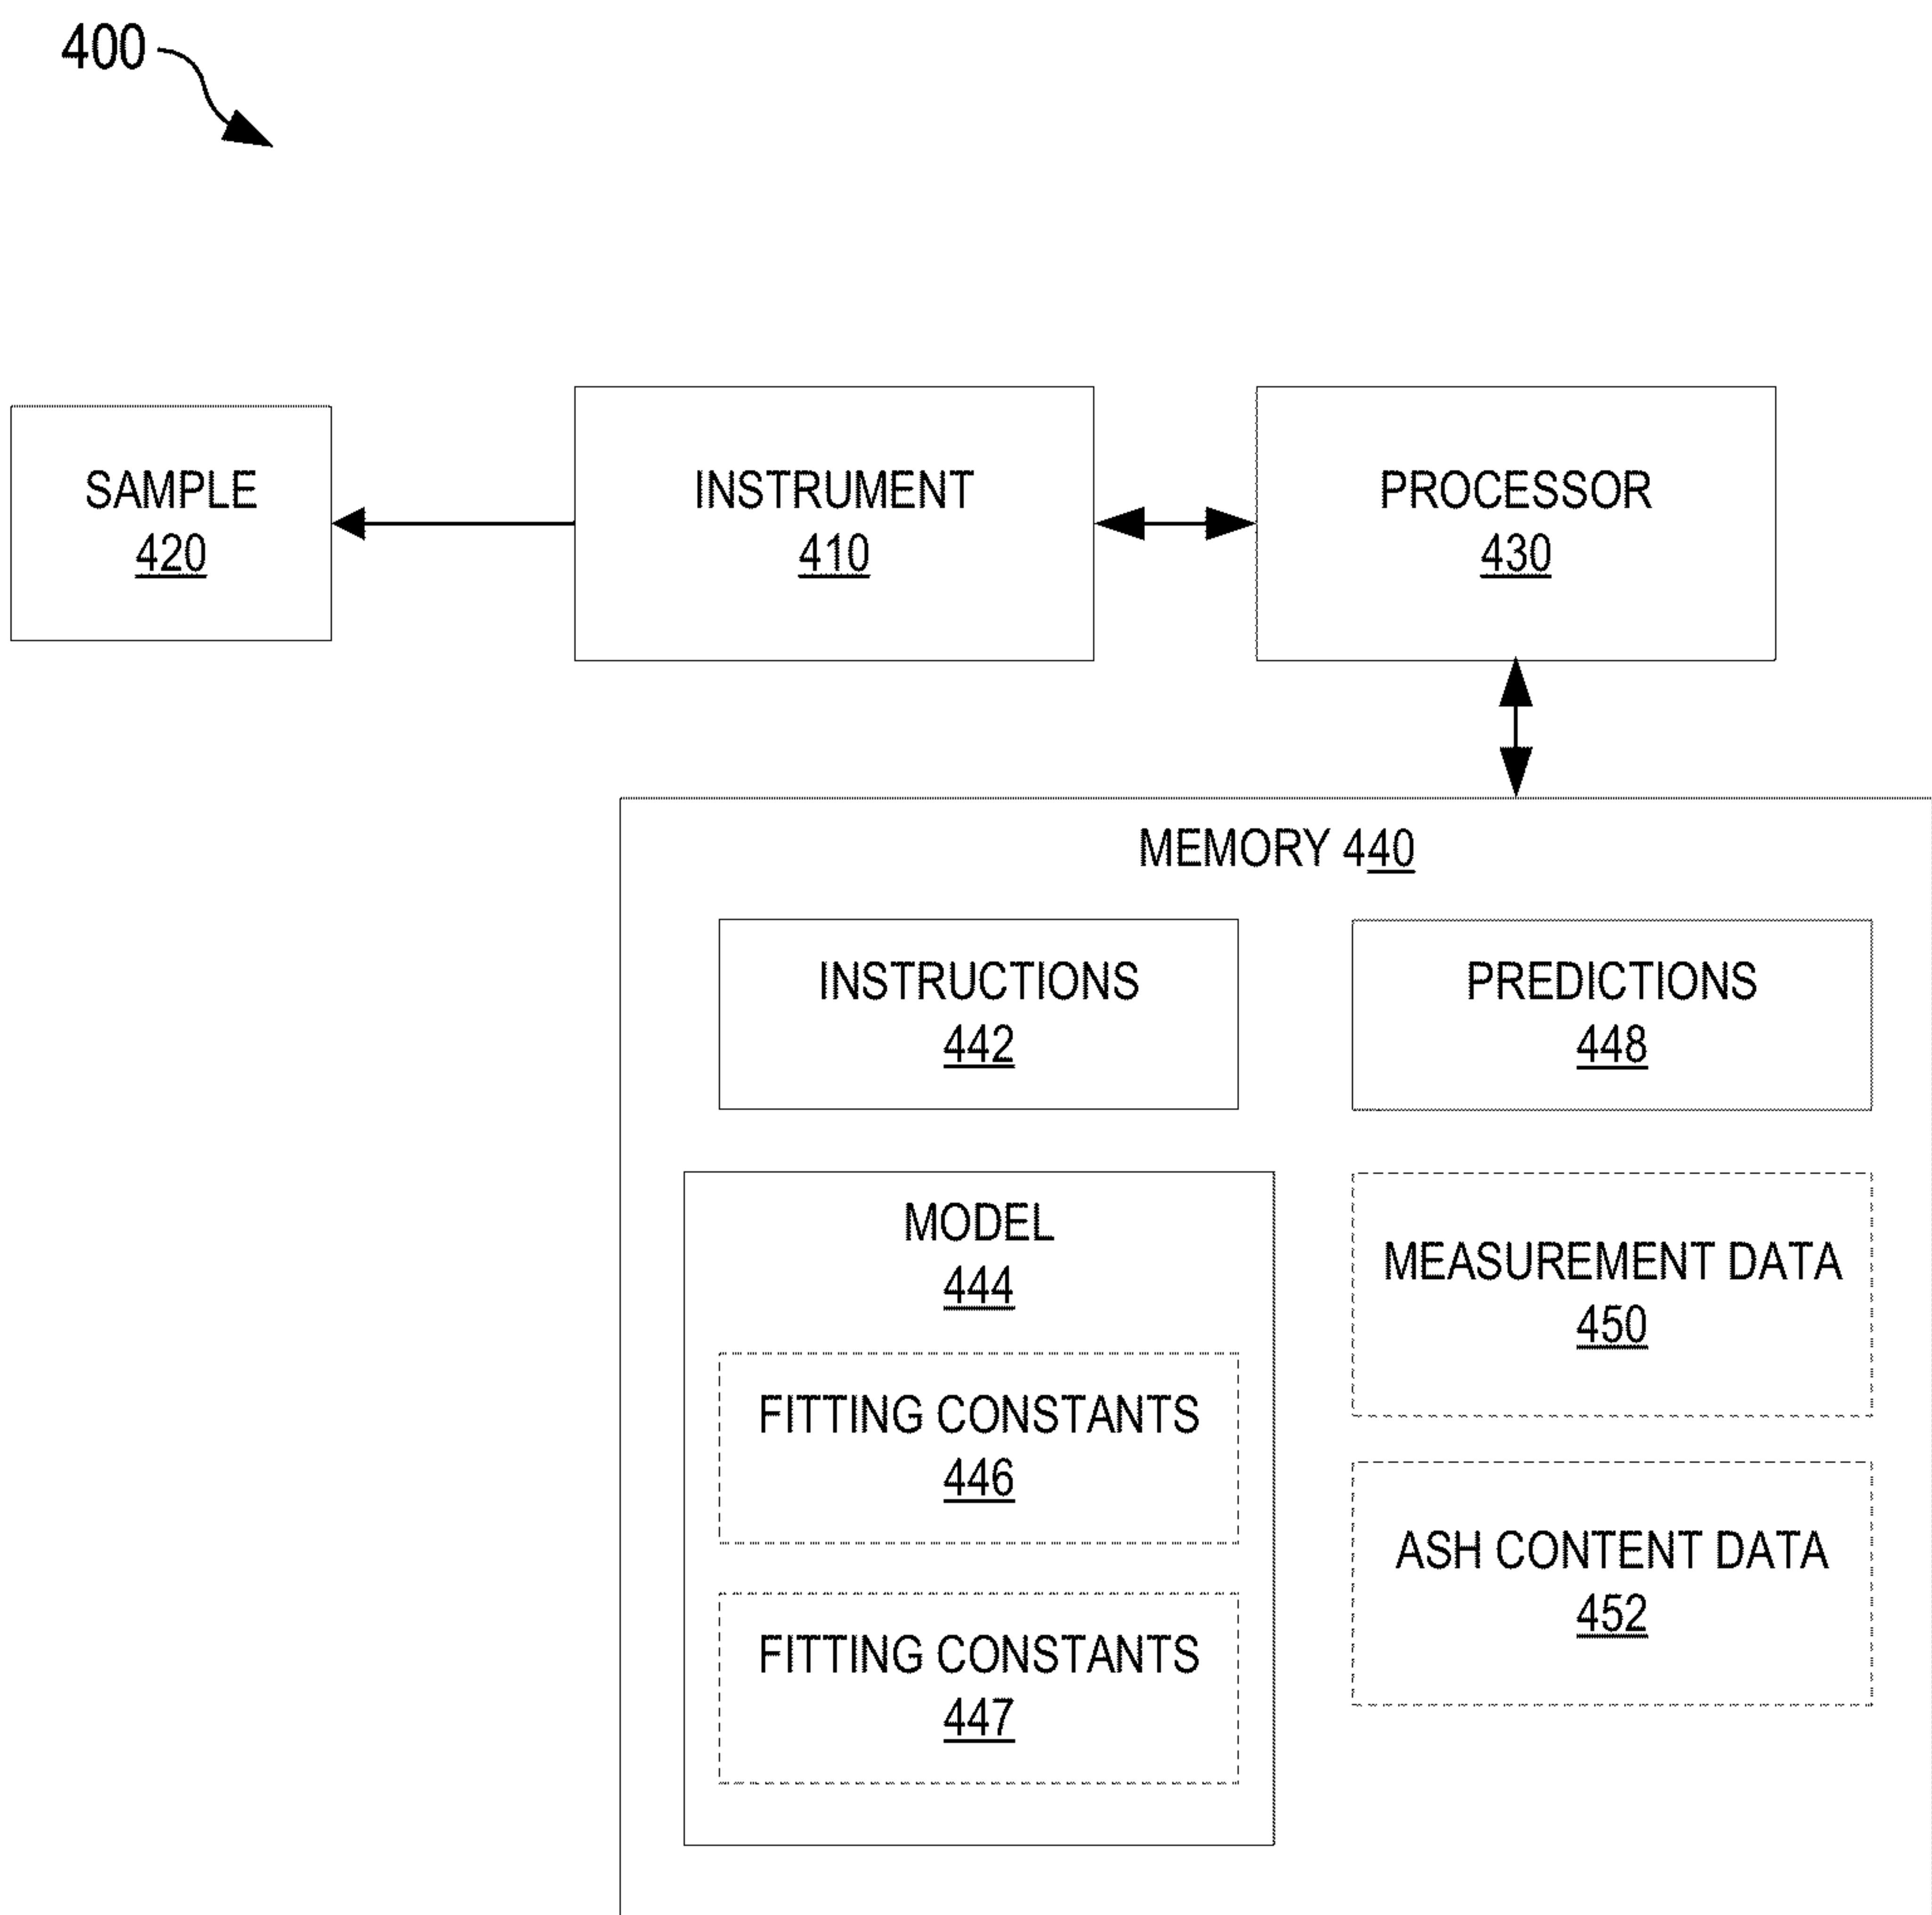 400
SAMPLE
420
INSTRUMENT
410
PROCESSOR
430
MEMORY 440
INSTRUCTIONS
442
PREDICTIONS
448
MODEL
444
FITTING CONSTANTS
446
FITTING CONSTANTS
447
MEASUREMENT DATA
450
ASH CONTENT DATA
452